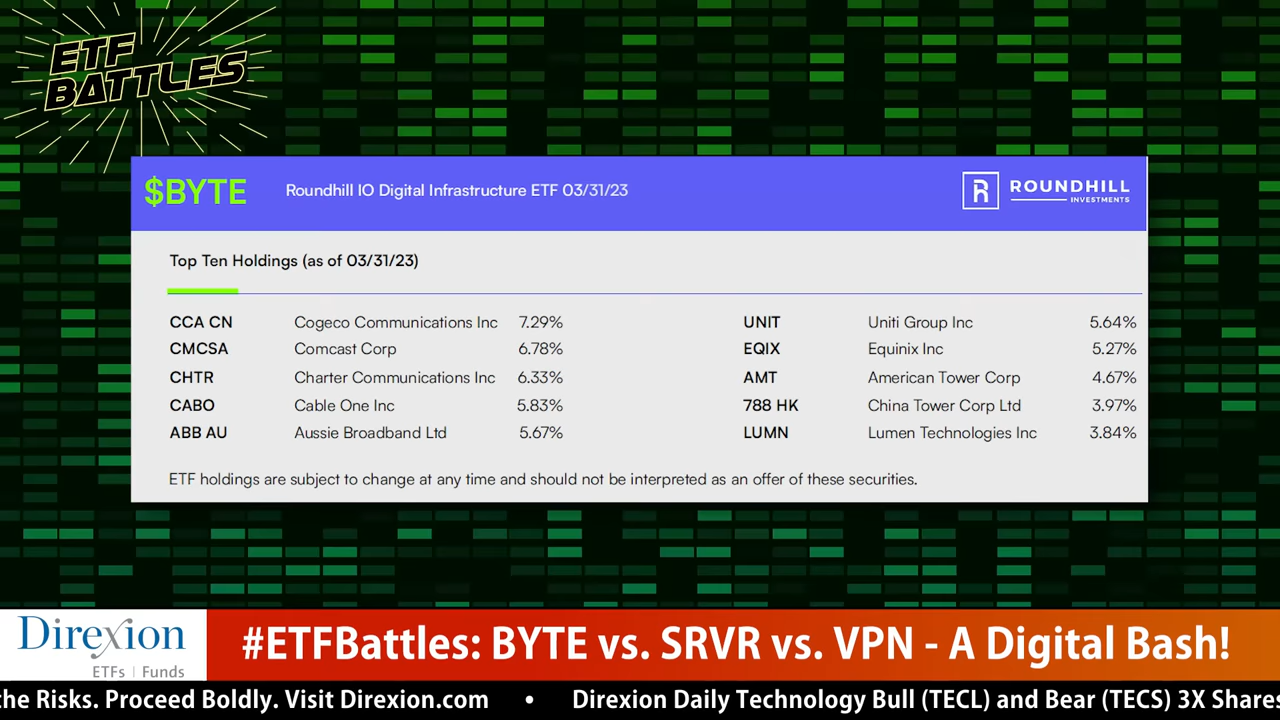 ETF
BATTLES
$BYTE
Roundhill IO Digital Infrastructure ETF 03/31/23
ROUNDHILL
INVESTMENTS
Top Ten Holdings (as of 03/31/23)
CCA CN Cogeco Communications Inc 7.29%
CMCSA Comcast Corp 6.78%
CHTR Charter Communications Inc 6.33%
CABO Cable One Inc 5.83%
ABB AU Aussie Broadband Ltd 5.67%
UNIT Uniti Group Inc 5.64%
EQIX Equinix Inc 5.27%
AMT American Tower Corp 4.67%
788 HK China Tower Corp Ltd 3.97%
LUMN Lumen Technologies Inc 3.84%
ETF holdings are subject to change at any time and should not be interpreted as an offer of these securities.
Direxion
ETFs | Funds
#ETFBattles: BYTE vs. SRVR vs. VPN - A Digital Bash!
the Risks. Proceed Boldly. Visit Direxion.com • Direxion Daily Technology Bull (TECL) and Bear (TECS) 3X Shares